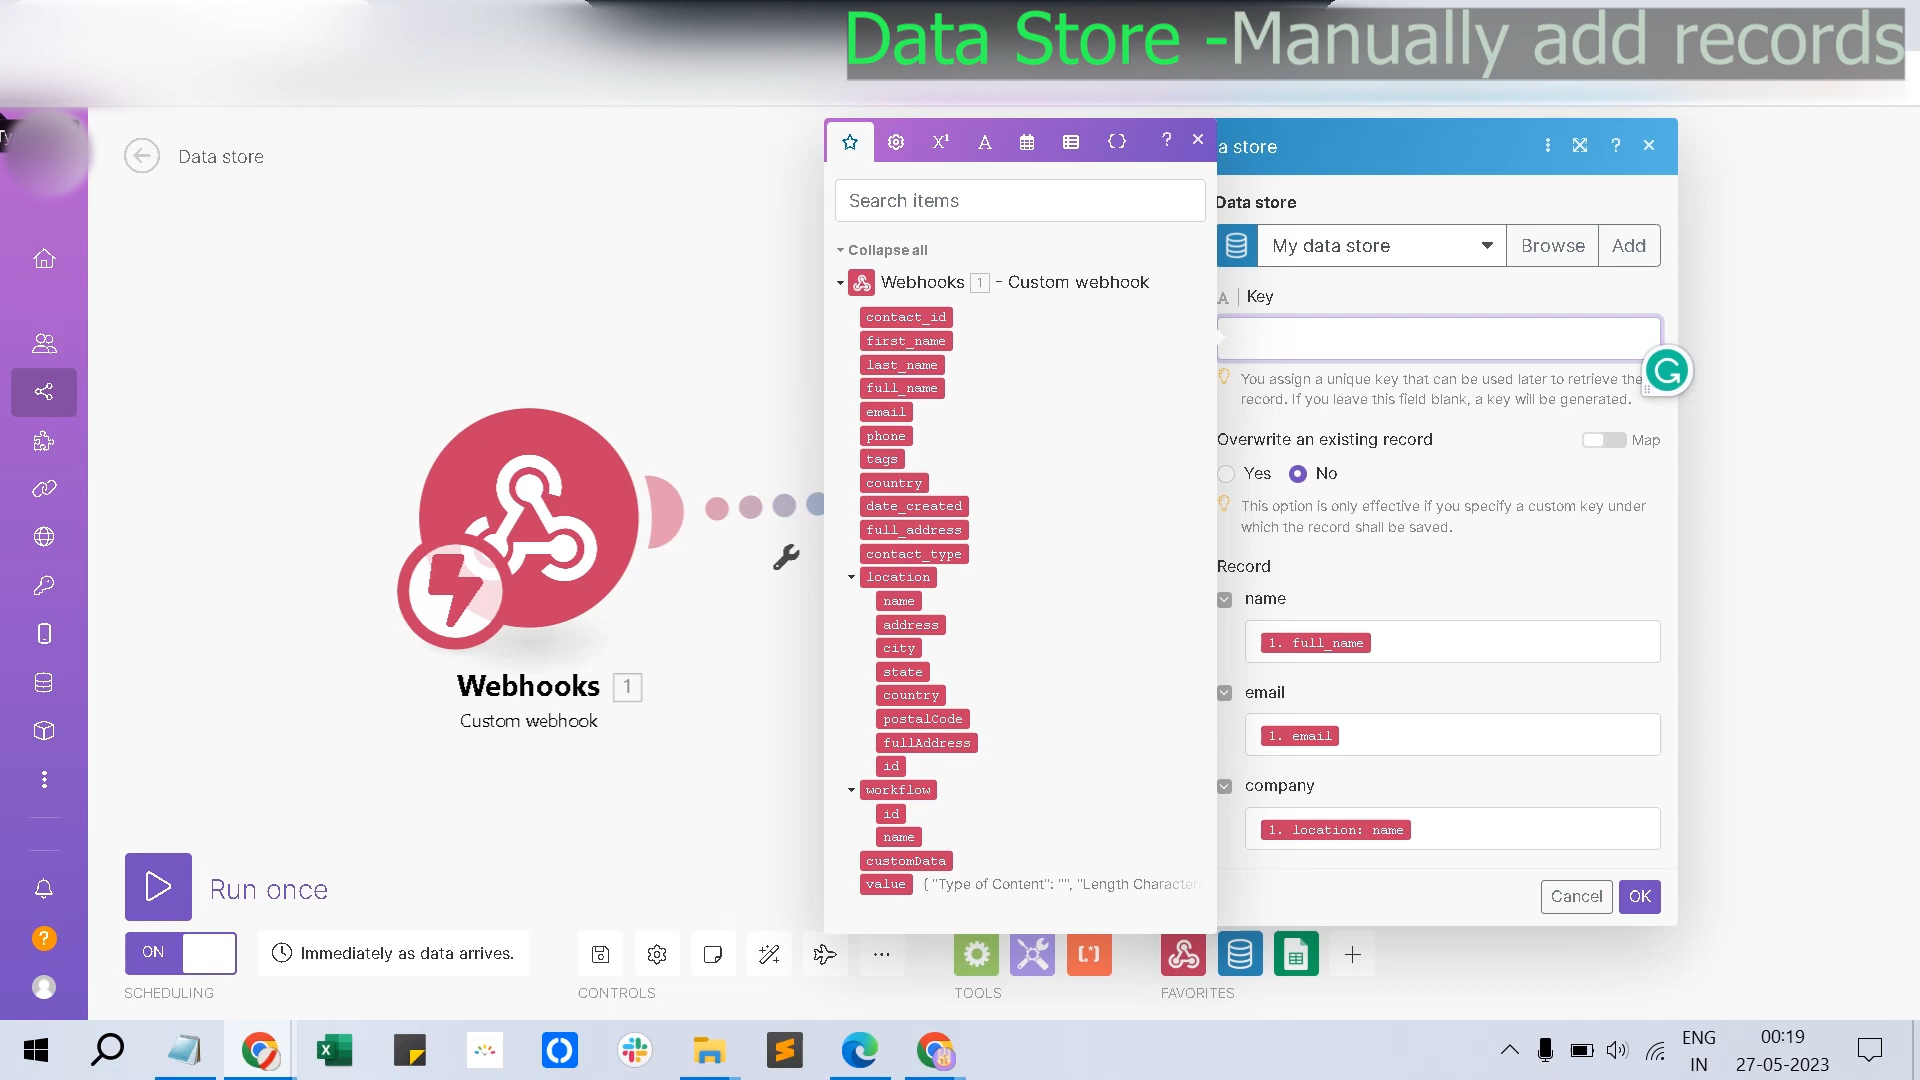 Data Store -Manually add records
Data store
Search items
Collapse all
Webhooks 1 - Custom webhook
contact_id
first_name
last_name
full_name
email
phone
tags
country
date_created
full_address
contact_type
location
name
address
city
state
country
postalCode
fullAddress
id
workflow
id
name
customData
value { "Type of Content": "", "Length Characters
a store
Data store
My data store
Browse
Add
A Key
You assign a unique key that can be used later to retrieve the
record. If you leave this field blank, a key will be generated.
Overwrite an existing record
Map
Yes
No
This option is only effective if you specify a custom key under
which the record shall be saved.
Record
name
1. full_name
email
1. email
company
1. location: name
Cancel
OK
Webhooks 1
Custom webhook
Run once
ON
Immediately as data arrives.
SCHEDULING
CONTROLS
TOOLS
FAVORITES
ENG
IN
00:19
27-05-2023